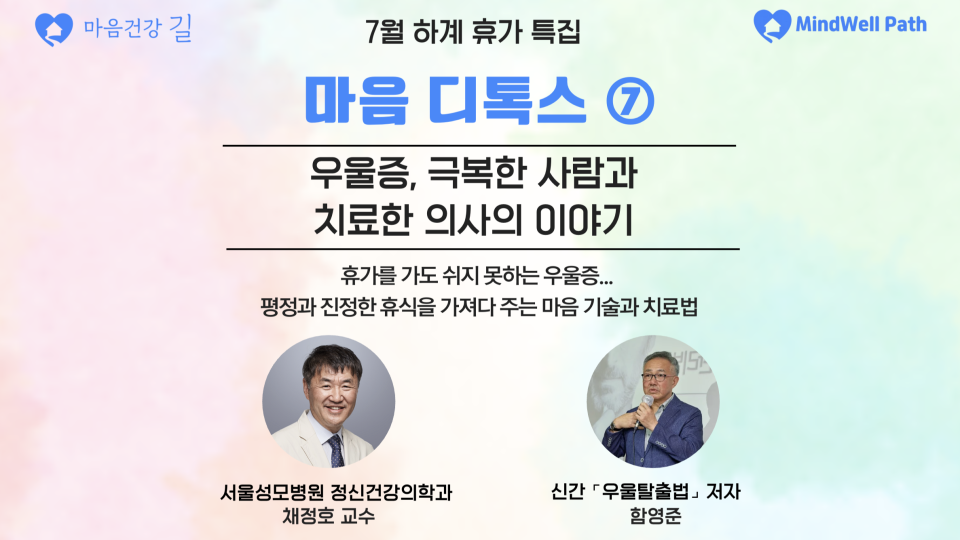 마음건강 길
7월 하계 휴가 특집
MindWell Path
마음 디톡스 ⑦
우울증, 극복한 사람과
치료한 의사의 이야기
휴가를 가도 쉬지 못하는 우울증...
평정과 진정한 휴식을 가져다 주는 마음 기술과 치료법
서울성모병원 정신건강의학과
채정호 교수
신간 「우울탈출법」 저자
함영준